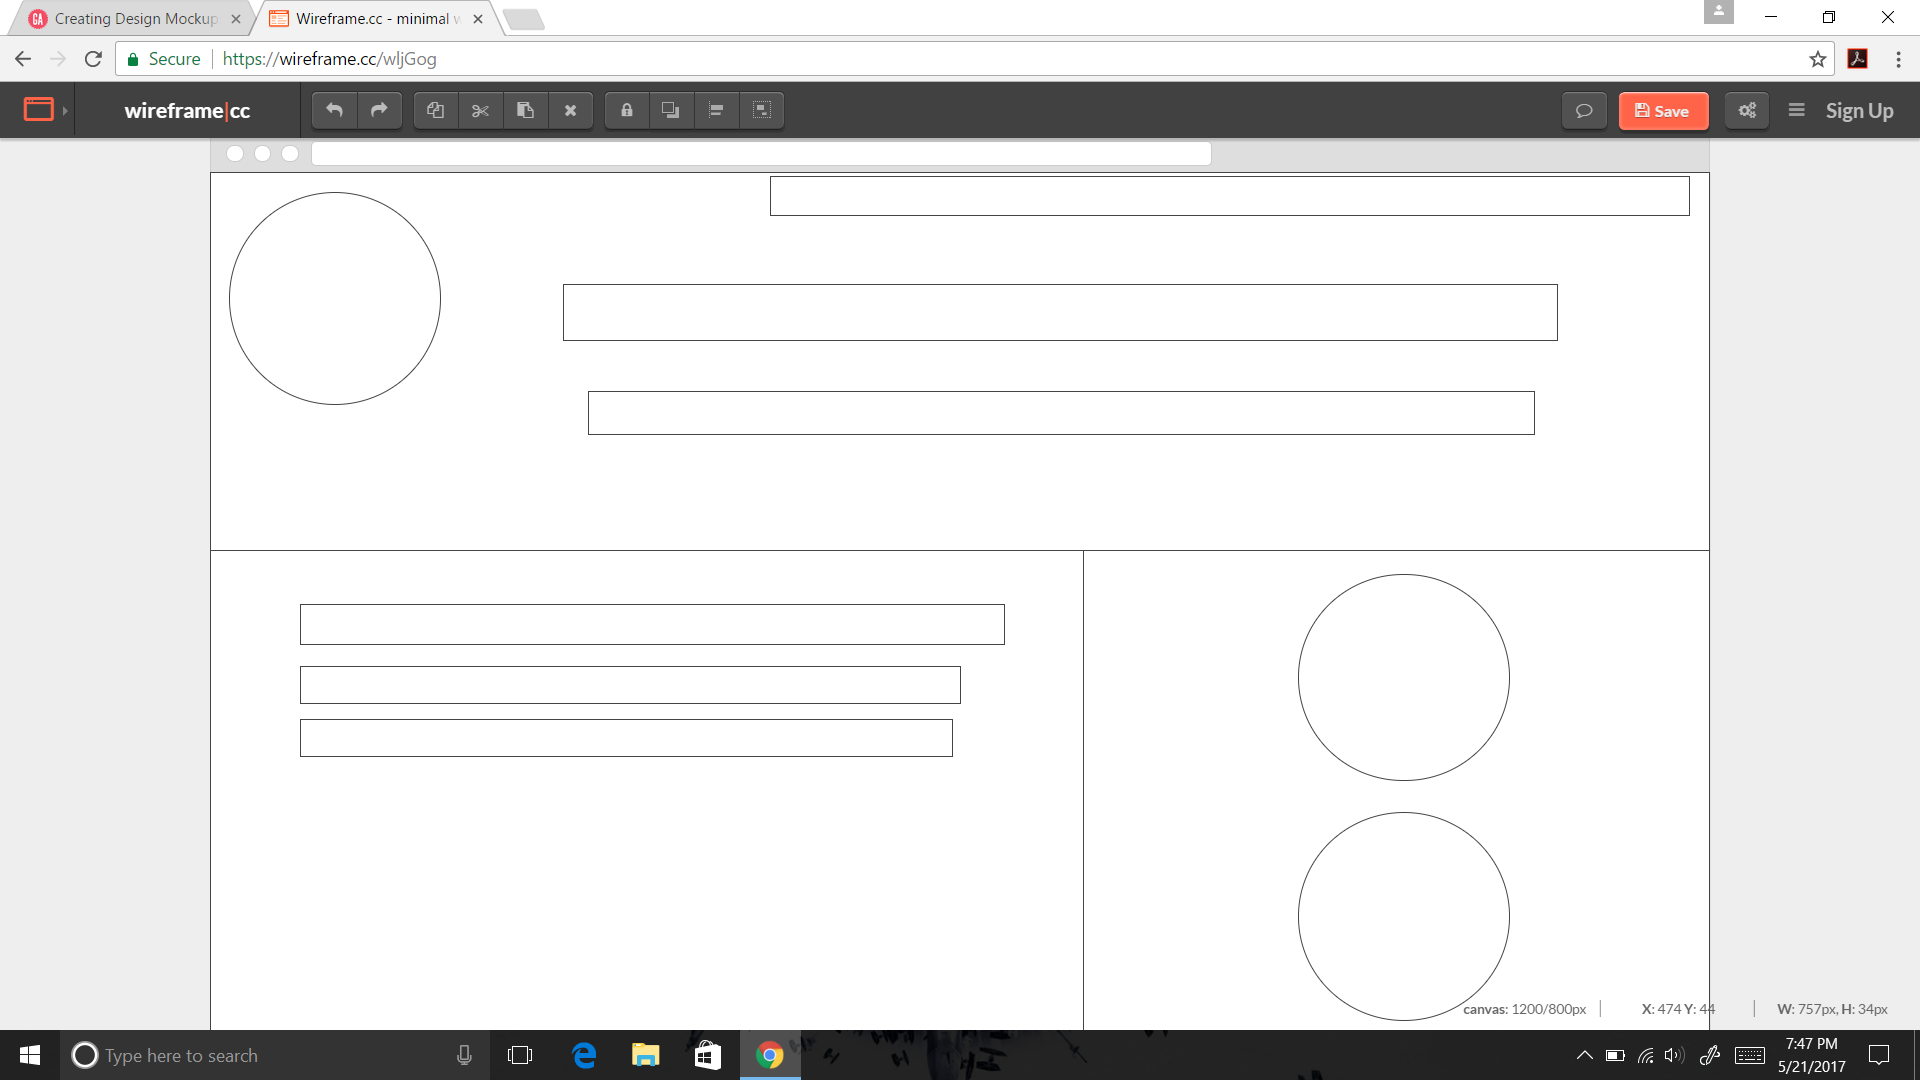 GA Creating Design Mockup
Wireframe.cc - minimal w
Secure https://wireframe.cc/wljGog
wireframe|cc
Save
Sign Up
canvas: 1200/800px X: 474 Y: 44 W: 757px, H: 34px
Type here to search
7:47 PM
5/21/2017